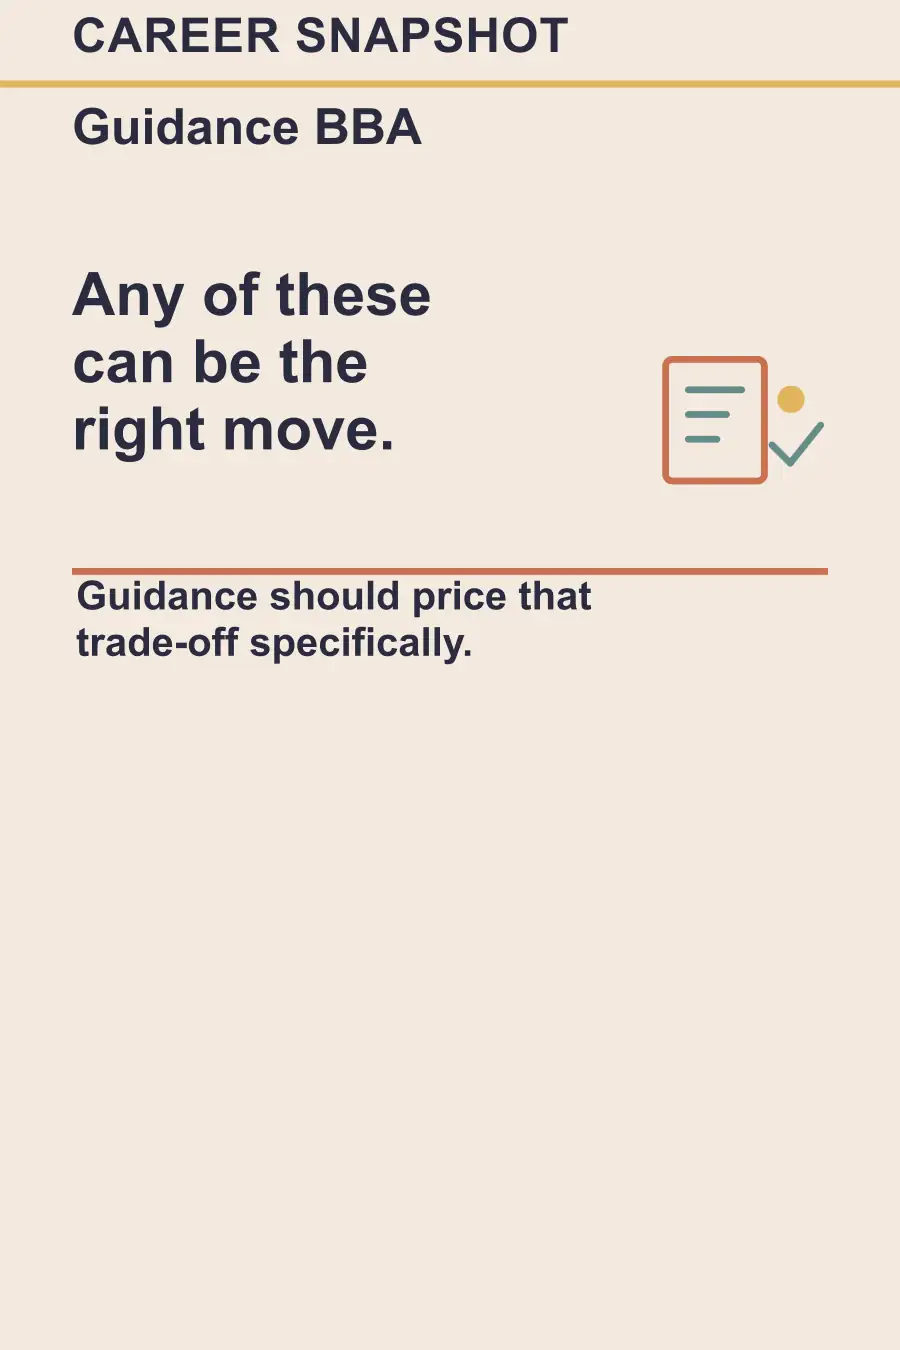 CAREER SNAPSHOT
Guidance BBA
Any of these
can be the
right move.
Guidance should price that
trade-off specifically.